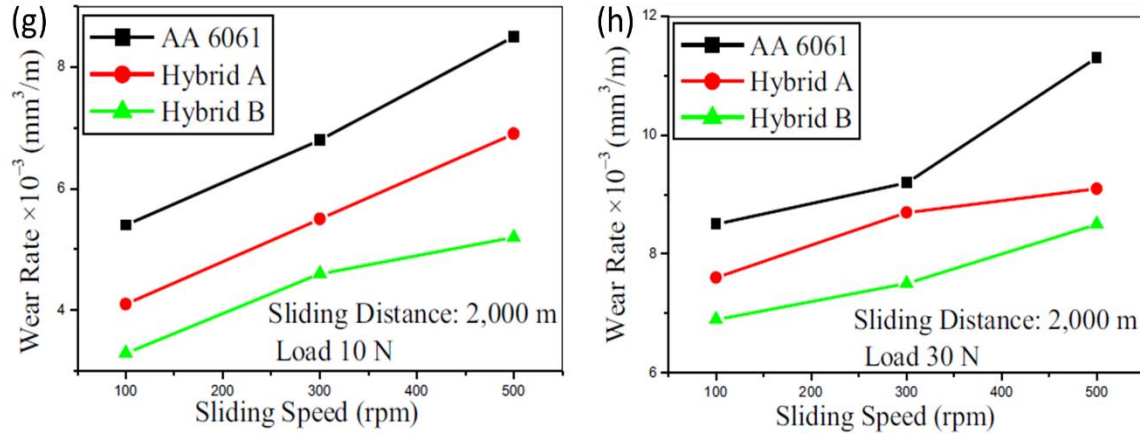 (g)
AA 6061
Hybrid A
Hybrid B
8
6
4
Wear Rate ×10⁻³ (mm³/m)
Sliding Distance: 2,000 m
Load 10 N
100 200 300 400 500
Sliding Speed (rpm)
(h)
12
AA 6061
Hybrid A
Hybrid B
10
8
6
Wear Rate ×10⁻³ (mm³/m)
Sliding Distance: 2,000 m
Load 30 N
100 200 300 400 500
Sliding Speed (rpm)